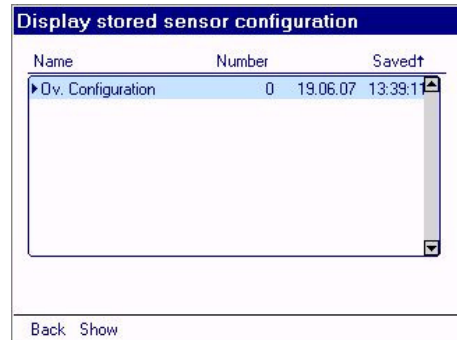 Display stored sensor configuration
Name Number Saved↑
Ov. Configuration 0 19.06.07 13:39:11
Back Show